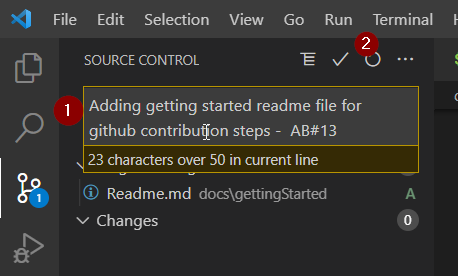 File Edit Selection View Go Run Terminal
2
SOURCE CONTROL
1
Adding getting started readme file for
github contribution steps - AB#13
23 characters over 50 in current line
Readme.md docs\gettingStarted A
1
Changes 0